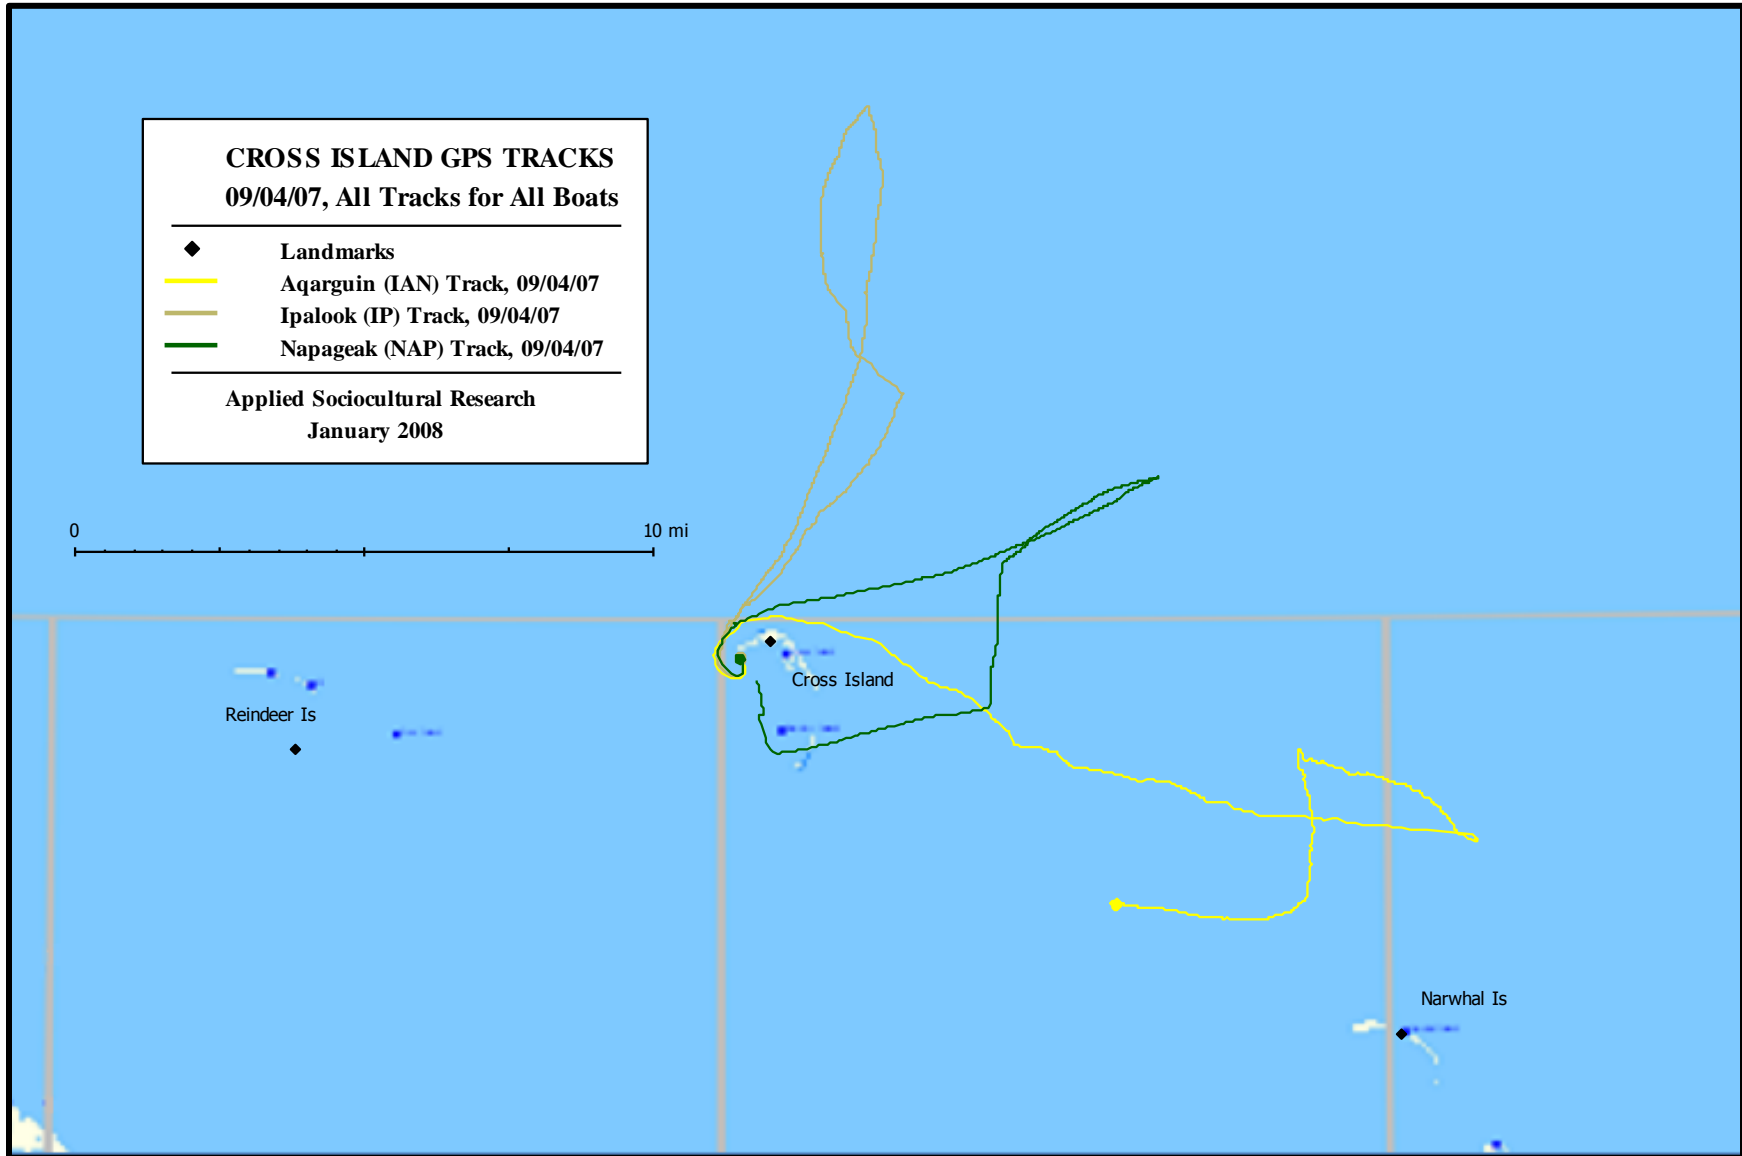 CROSS ISLAND GPS TRACKS
09/04/07, All Tracks for All Boats
Landmarks
Aqarguin (IAN) Track, 09/04/07
Ipalook (IP) Track, 09/04/07
Napageak (NAP) Track, 09/04/07
Applied Sociocultural Research
January 2008
0 10 mi
Cross Island
Reindeer Is
Narwhal Is